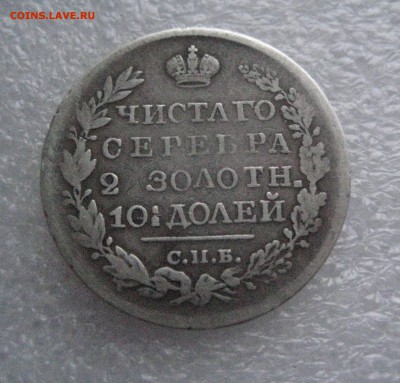 COINS.LAVE.RU
ЧИСТАГО
СЕРЕБРА
2 ЗОЛОТН.
10½ ДОЛЕЙ
С.П.Б.